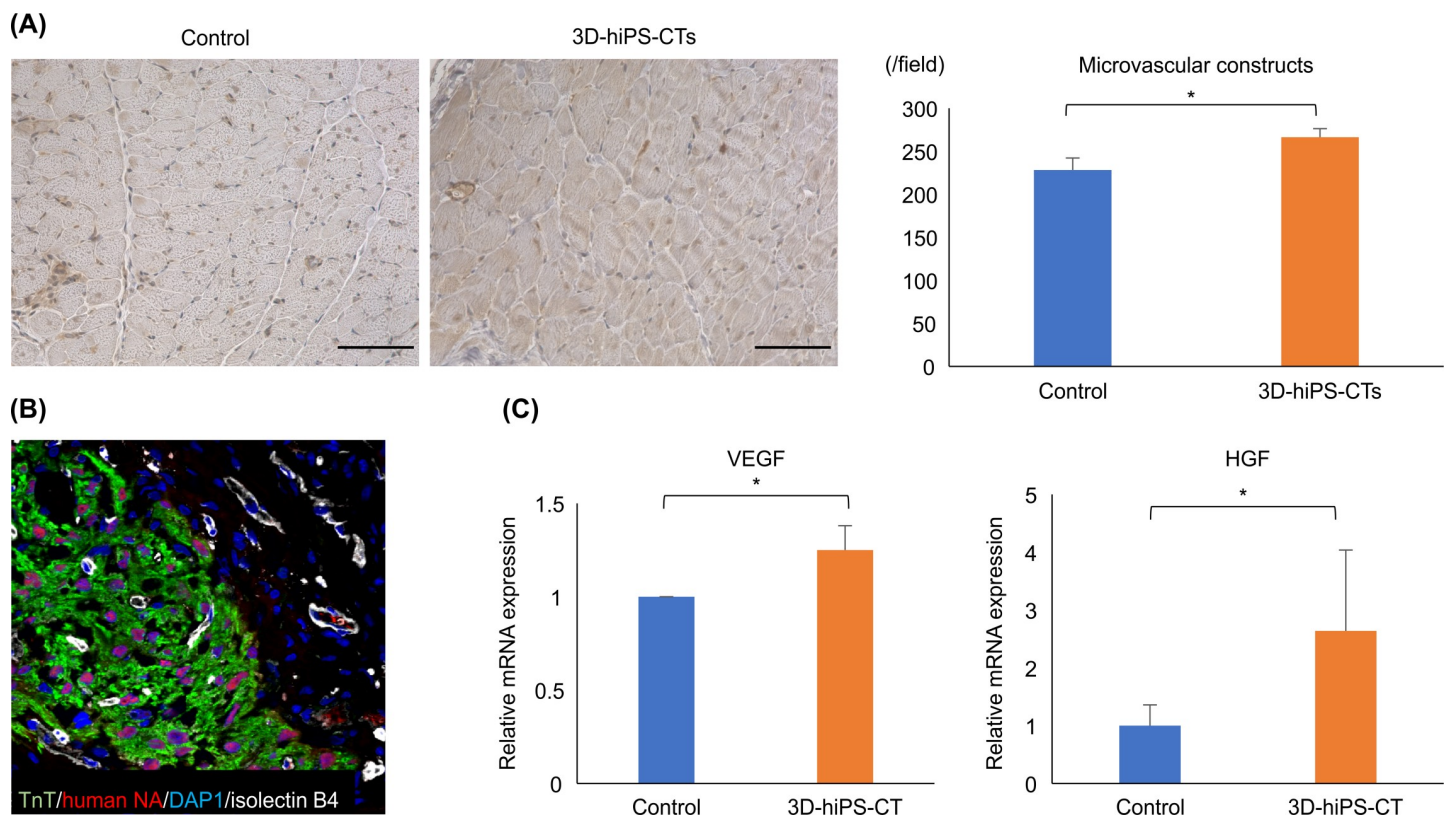 (A)
Control
3D-hiPS-CTs
(/field)
Microvascular constructs
*
300
250
200
150
100
50
0
Control
3D-hiPS-CTs
(B)
TnT/human NA/DAP1/isolectin B4
(C)
VEGF
*
Relative mRNA expression
1.5
1
0.5
0
Control
3D-hiPS-CT
HGF
*
Relative mRNA expression
5
4
3
2
1
0
Control
3D-hiPS-CT